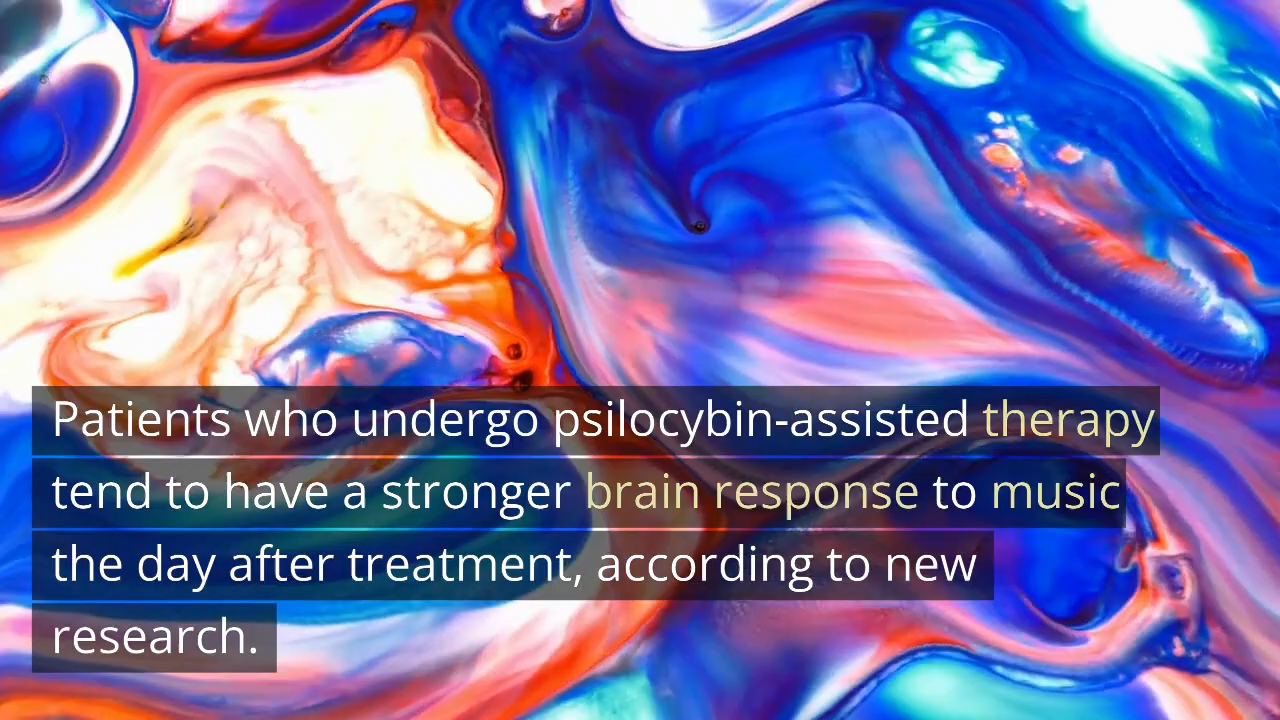 Patients who undergo psilocybin-assisted therapy
tend to have a stronger brain response to music
the day after treatment, according to new
research.